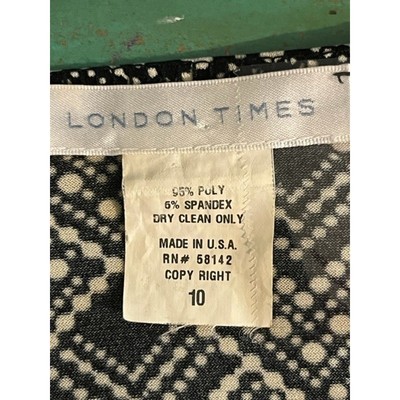 LONDON TIMES
95% POLY
5% SPANDEX
DRY CLEAN ONLY
MADE IN U.S.A.
RN# 58142
COPY RIGHT
10